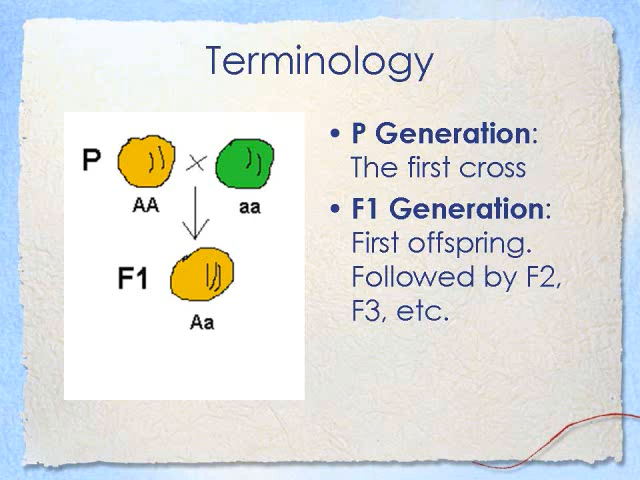 Terminology
P
×
AA
aa
F1
Aa
• P Generation:
The first cross
• F1 Generation:
First offspring.
Followed by F2,
F3, etc.